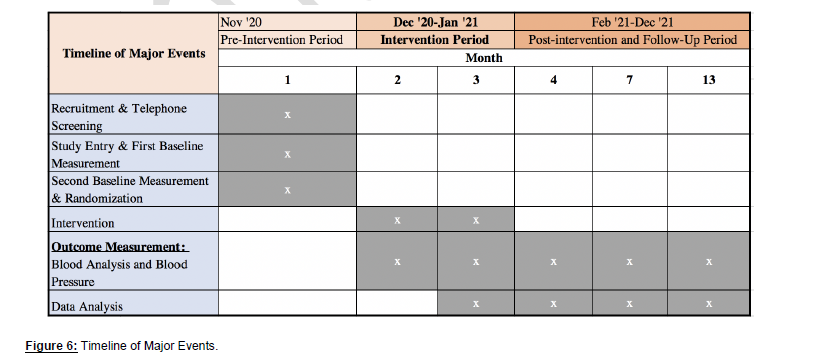 Nov '20 Dec '20-Jan '21 Feb '21-Dec '21
Timeline of Major Events
Pre-Intervention Period Intervention Period Post-intervention and Follow-Up Period
Month
1 2 3 4 7 13
Recruitment & Telephone
Screening
x
Study Entry & First Baseline
Measurement
x
Second Baseline Measurement
& Randomization
x
Intervention x x
Outcome Measurement:
Blood Analysis and Blood
Pressure
x x x x x
Data Analysis x x x x
Figure 6: Timeline of Major Events.